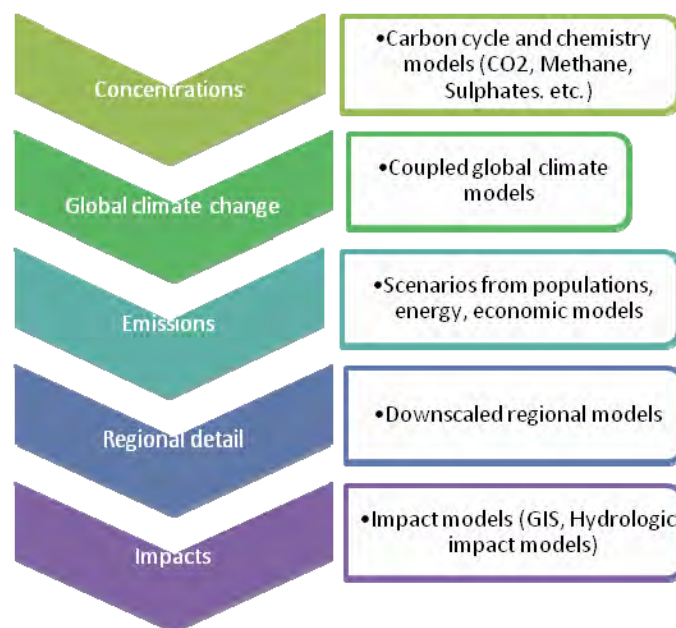 Concentrations
•Carbon cycle and chemistry
models (CO2, Methane,
Sulphates. etc.)
Global climate change
•Coupled global climate
models
Emissions
•Scenarios from populations,
energy, economic models
Regional detail
•Downscaled regional models
Impacts
•Impact models (GIS, Hydrologic
impact models)